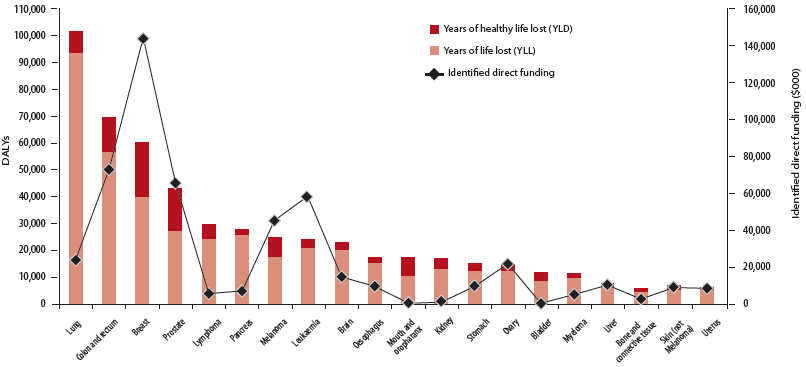 110,000
100,000
90,000
80,000
70,000
60,000
50,000
40,000
30,000
20,000
10,000
0
DALYs
Years of healthy life lost (YLD)
Years of life lost (YLL)
Identified direct funding
160,000
140,000
120,000
100,000
80,000
60,000
40,000
20,000
0
Identified direct funding ($000)
Lung
Colon and rectum
Breast
Prostate
Lymphoma
Pancreas
Melanoma
Leukaemia
Brain
Oesophagus
Mouth and
oropharanx
Kidney
Stomach
Ovary
Bladder
Myeloma
Liver
Bone and
connective tissue
Skin (not
Melanoma)
Uterus